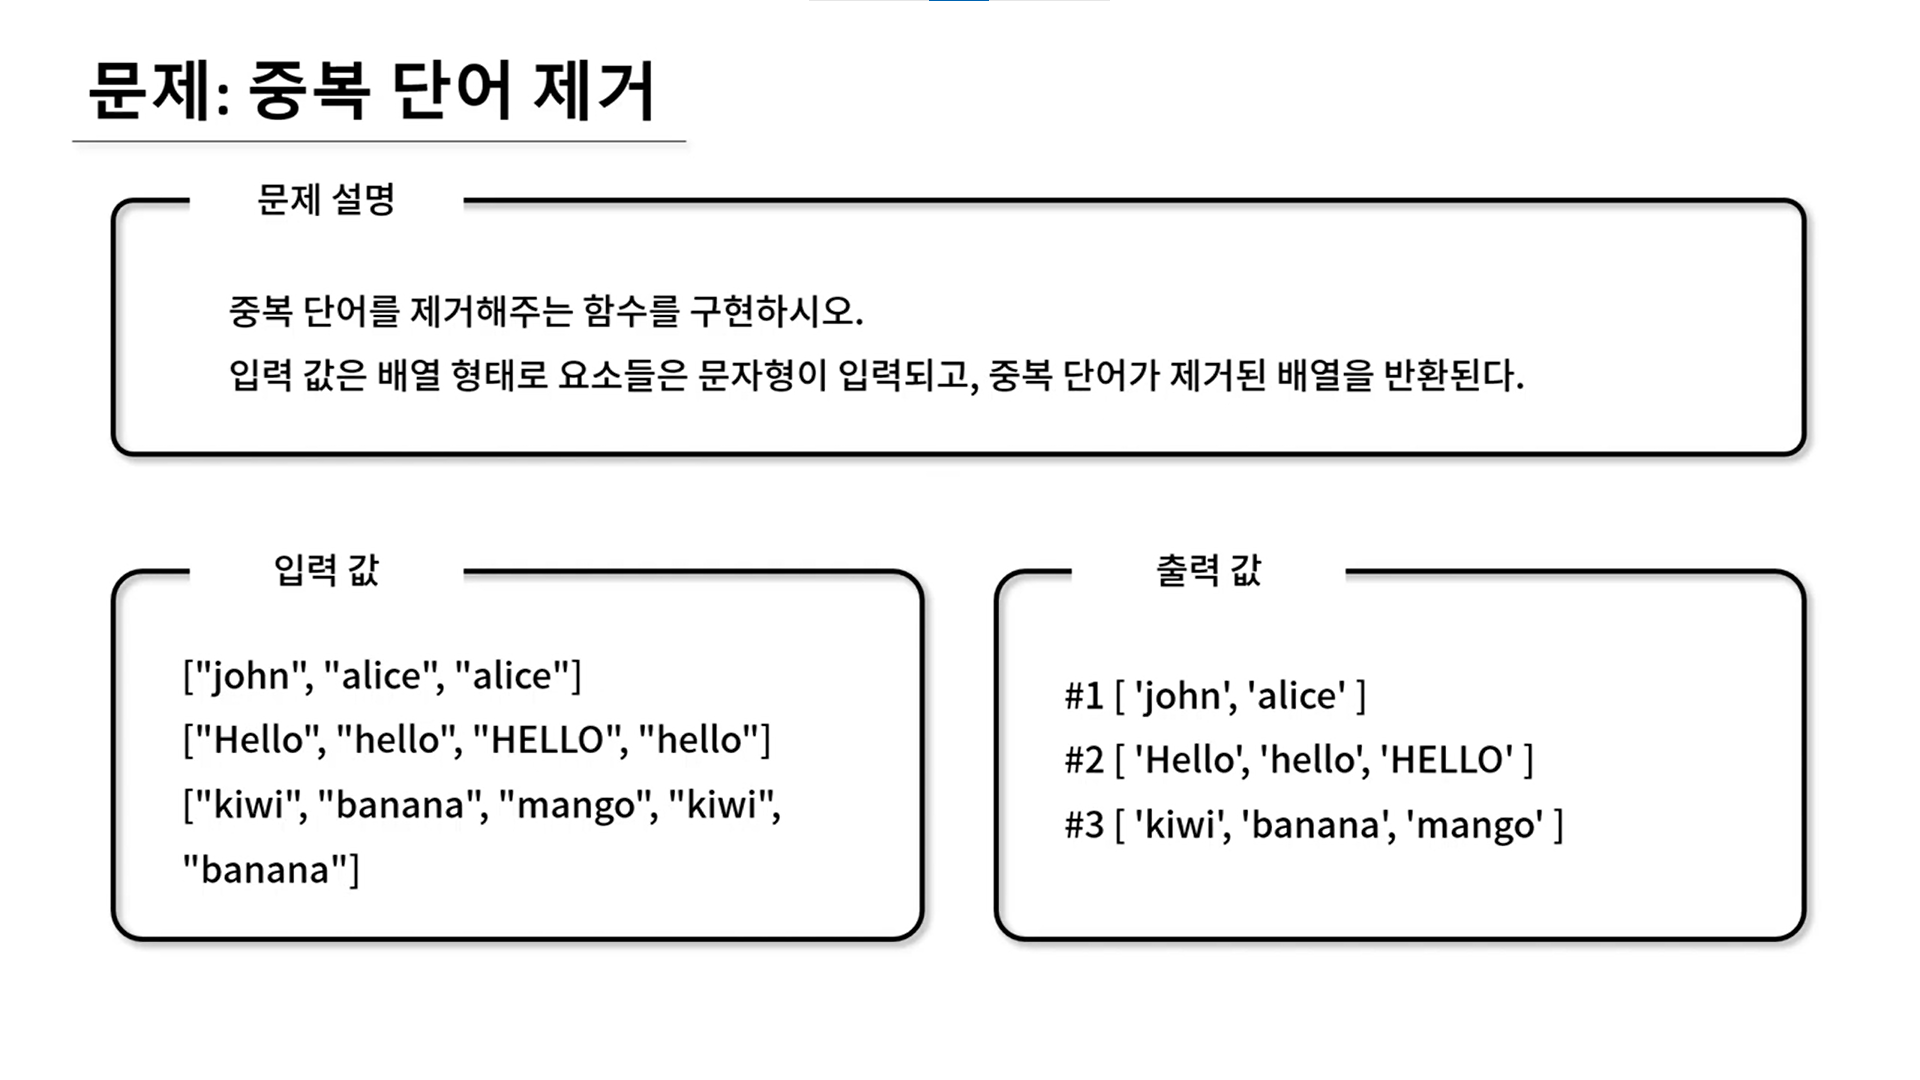 문제: 중복 단어 제거
문제 설명
중복 단어를 제거해주는 함수를 구현하시오.
입력 값은 배열 형태로 요소들은 문자형이 입력되고, 중복 단어가 제거된 배열을 반환된다.
입력 값
["john", "alice", "alice"]
["Hello", "hello", "HELLO", "hello"]
["kiwi", "banana", "mango", "kiwi",
"banana"]
출력 값
#1 [ 'john', 'alice' ]
#2 [ 'Hello', 'hello', 'HELLO' ]
#3 [ 'kiwi', 'banana', 'mango' ]